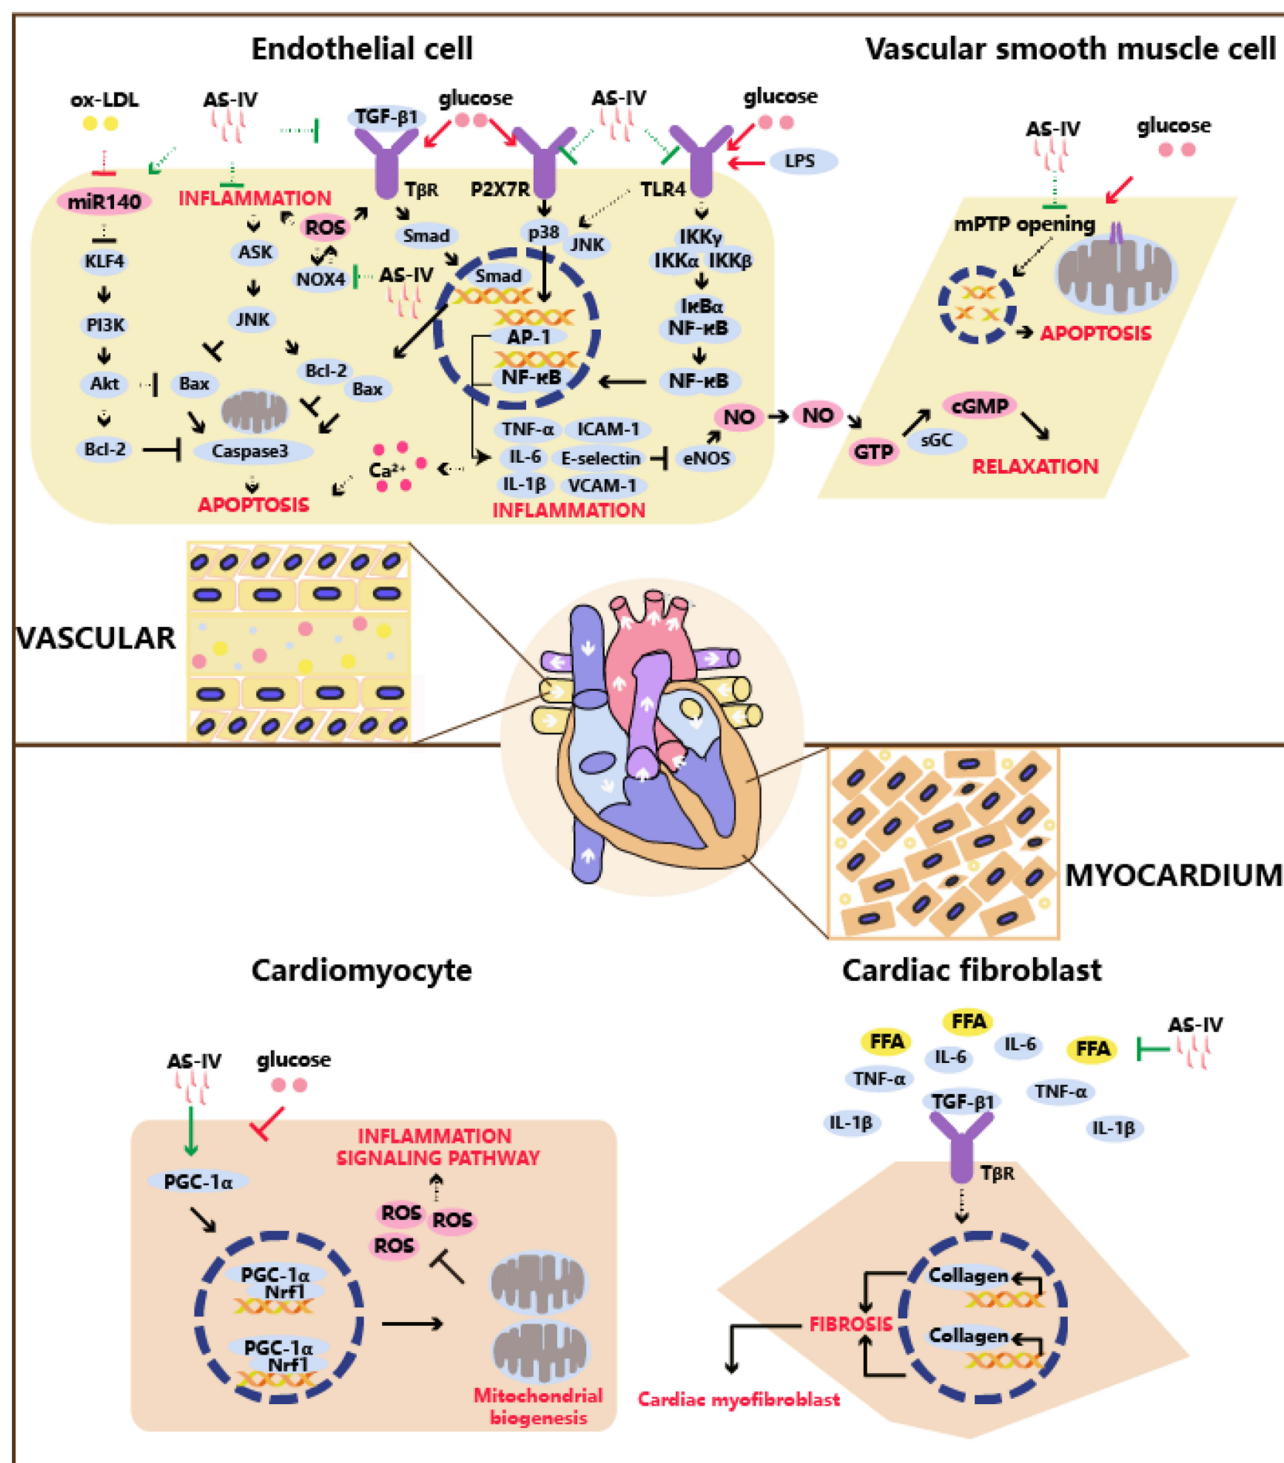 Endothelial cell
Vascular smooth muscle cell
ox-LDL
AS-IV
TGF-β1
glucose
AS-IV
glucose
LPS
AS-IV
glucose
miR140
INFLAMMATION
TβR
P2X7R
TLR4
ROS
ASK
Smad
p38
JNK
IKKγ
IKKα
IKKβ
mPTP opening
KLF4
NOX4
AS-IV
Smad
IκBα
NF-κB
PI3K
JNK
AP-1
APOPTOSIS
Akt
Bax
Bcl-2
Bax
NF-κB
NF-κB
NO
NO
cGMP
Bcl-2
Caspase3
Ca²⁺
TNF-α
ICAM-1
IL-6
E-selectin
eNOS
GTP
sGC
IL-1β
VCAM-1
RELAXATION
APOPTOSIS
INFLAMMATION
VASCULAR
MYOCARDIUM
Cardiomyocyte
Cardiac fibroblast
AS-IV
glucose
FFA
FFA
FFA
AS-IV
IL-6
IL-6
TNF-α
TNF-α
TGF-β1
IL-1β
IL-1β
INFLAMMATION
SIGNALING PATHWAY
TβR
PGC-1α
ROS
ROS
ROS
PGC-1α
Nrf1
PGC-1α
Nrf1
Collagen
Collagen
FIBROSIS
Mitochondrial
biogenesis
Cardiac myofibroblast